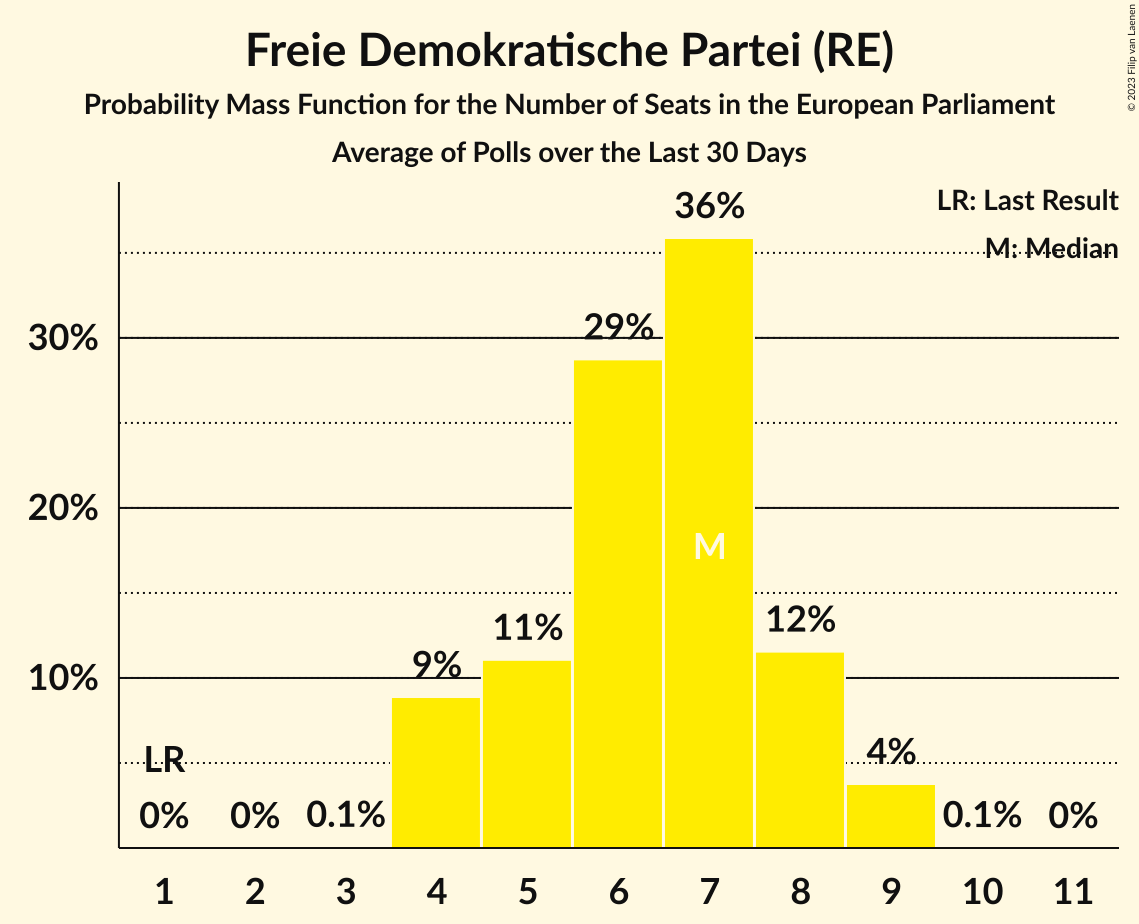 © 2023 Filip van Laenen
Freie Demokratische Partei (RE)
Probability Mass Function for the Number of Seats in the European Parliament
Average of Polls over the Last 30 Days
LR: Last Result
M: Median
36%
29%
30%
M
20%
12%
11%
9%
10%
4%
LR
0%
0%
0.1%
0.1%
0%
1 2 3 4 5 6 7 8 9 10 11